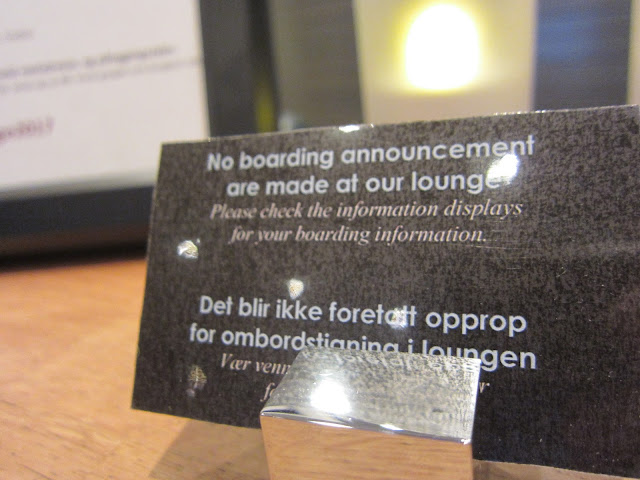 No boarding announcement
are made at our lounge
Please check the information displays
for your boarding information.
Det blir ikke foretatt opprop
for ombordstigning i loungen
Vær